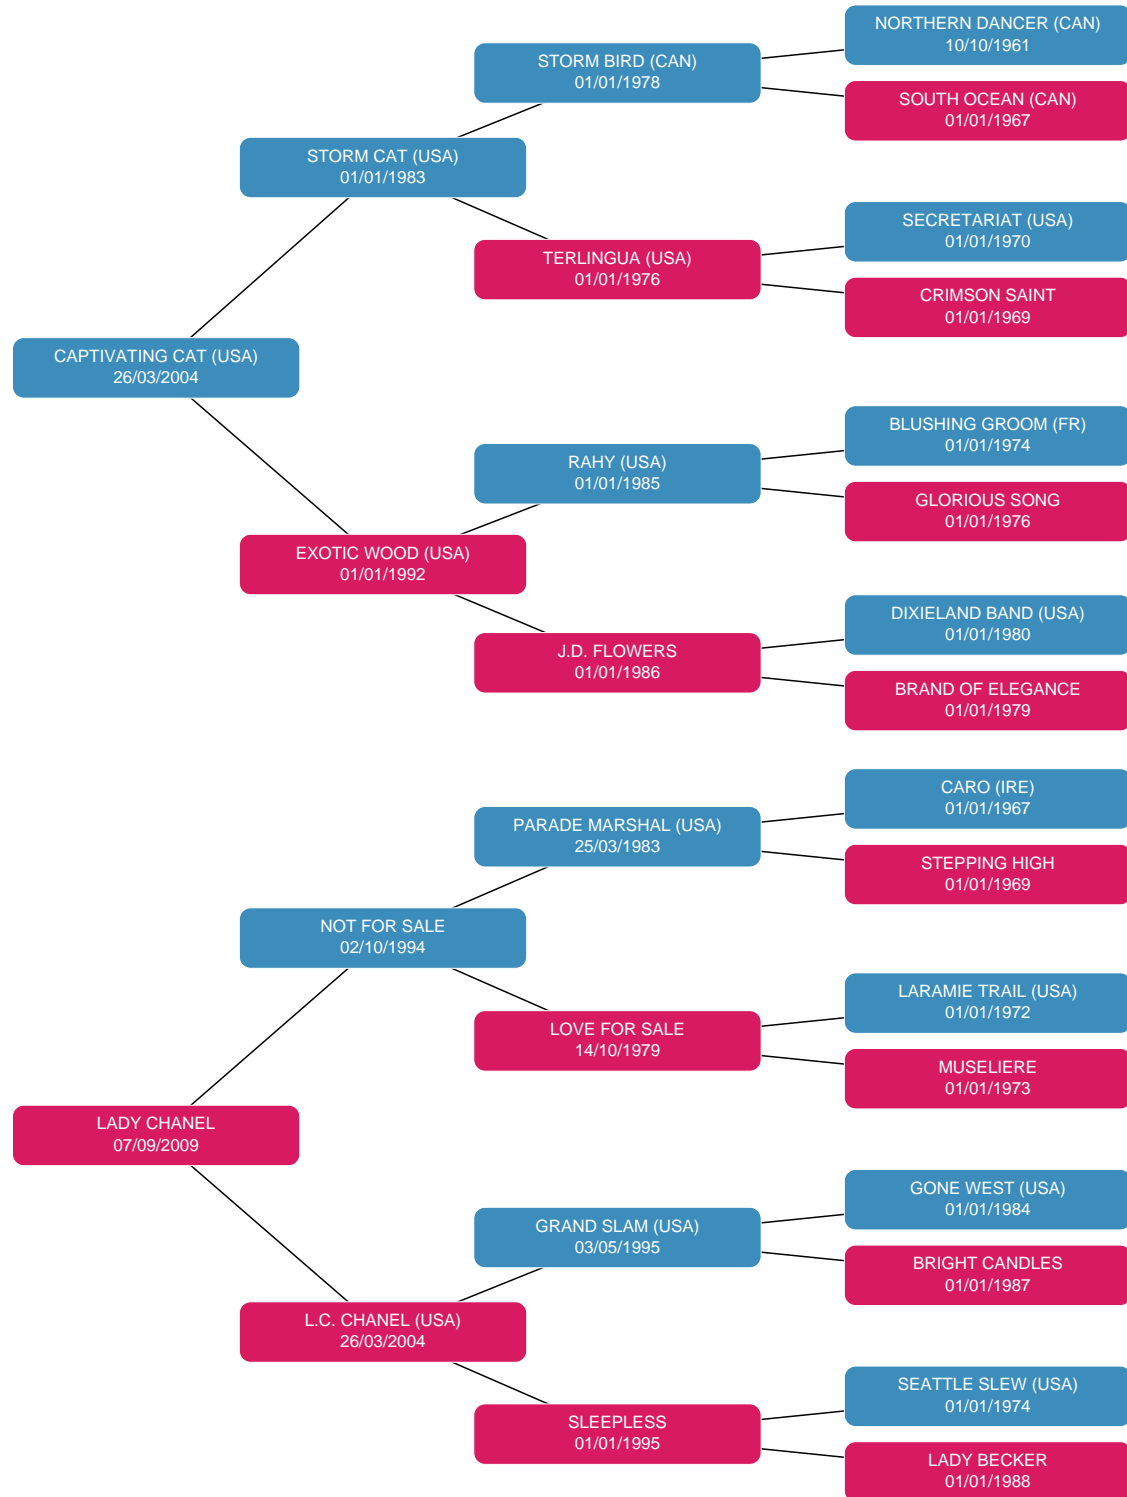 NORTHERN DANCER (CAN)
10/10/1961
STORM BIRD (CAN)
01/01/1978
SOUTH OCEAN (CAN)
01/01/1967
STORM CAT (USA)
01/01/1983
SECRETARIAT (USA)
01/01/1970
TERLINGUA (USA)
01/01/1976
CRIMSON SAINT
01/01/1969
CAPTIVATING CAT (USA)
26/03/2004
BLUSHING GROOM (FR)
01/01/1974
RAHY (USA)
01/01/1985
GLORIOUS SONG
01/01/1976
EXOTIC WOOD (USA)
01/01/1992
DIXIELAND BAND (USA)
01/01/1980
J.D. FLOWERS
01/01/1986
BRAND OF ELEGANCE
01/01/1979
CARO (IRE)
01/01/1967
PARADE MARSHAL (USA)
25/03/1983
STEPPING HIGH
01/01/1969
NOT FOR SALE
02/10/1994
LARAMIE TRAIL (USA)
01/01/1972
LOVE FOR SALE
14/10/1979
MUSELIERE
01/01/1973
LADY CHANEL
07/09/2009
GONE WEST (USA)
01/01/1984
GRAND SLAM (USA)
03/05/1995
BRIGHT CANDLES
01/01/1987
L.C. CHANEL (USA)
26/03/2004
SEATTLE SLEW (USA)
01/01/1974
SLEEPLESS
01/01/1995
LADY BECKER
01/01/1988